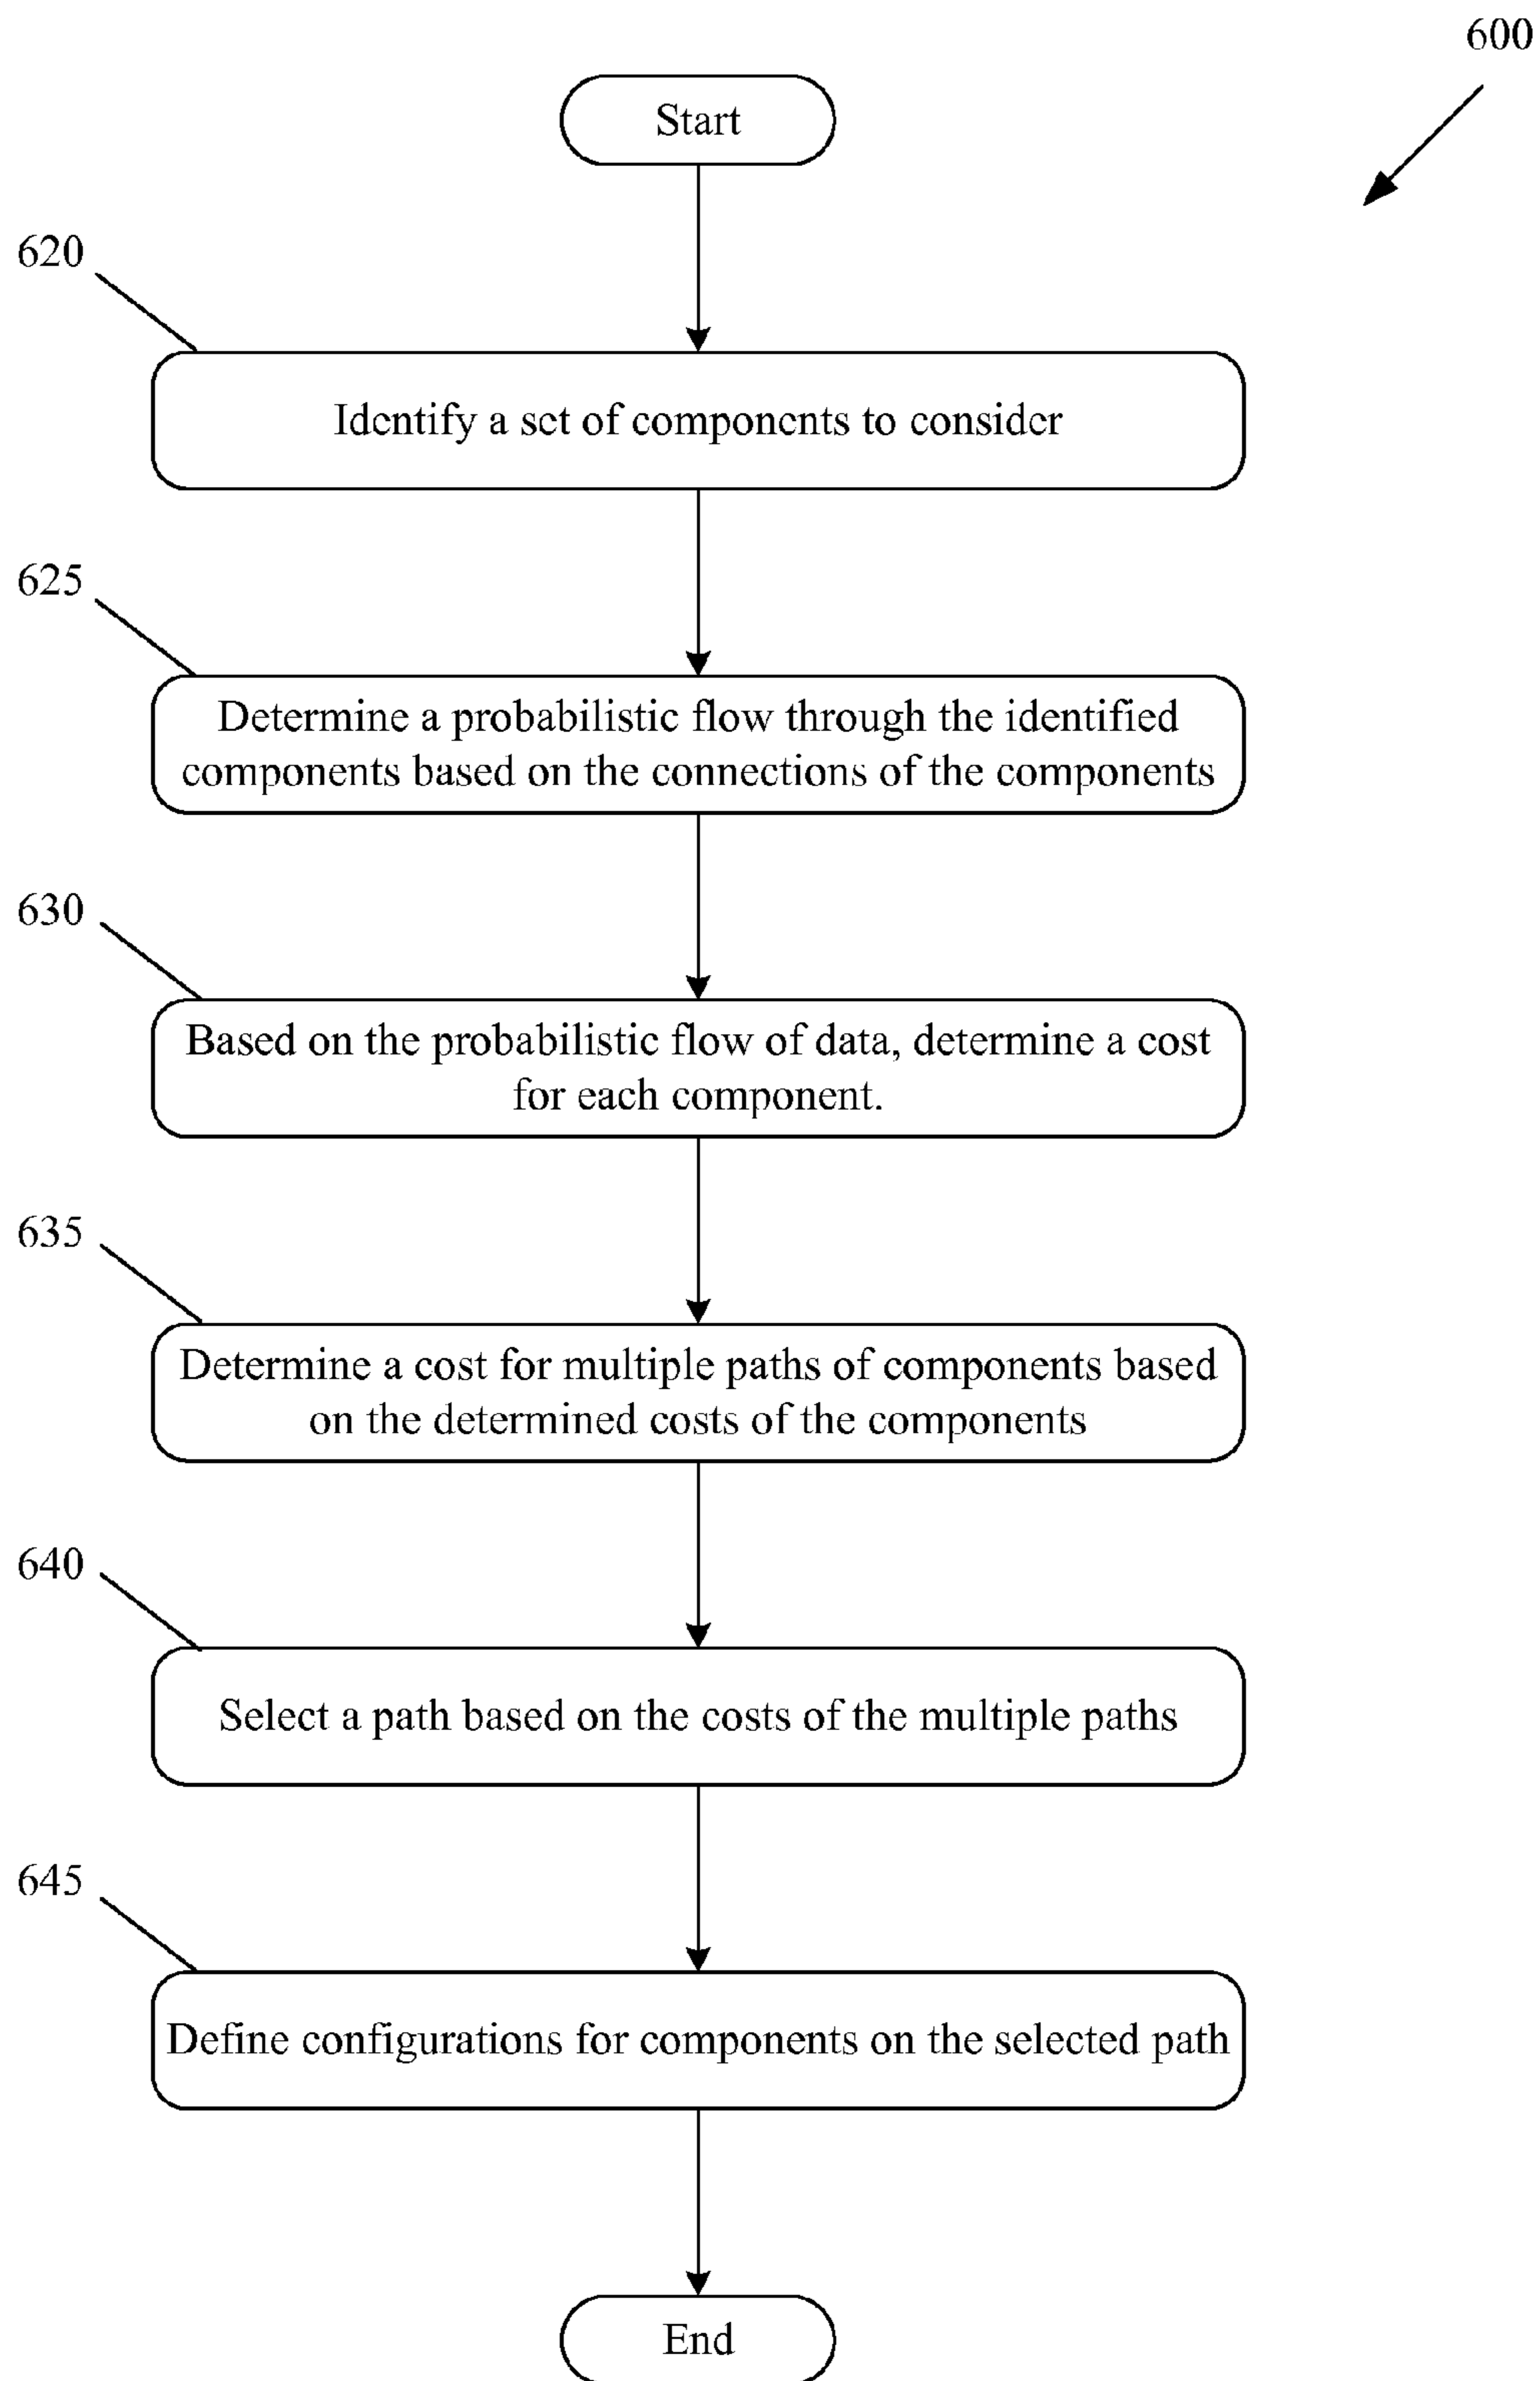 600
Start
620
Identify a set of components to consider
625
Determine a probabilistic flow through the identified
components based on the connections of the components
630
Based on the probabilistic flow of data, determine a cost
for each component.
635
Determine a cost for multiple paths of components based
on the determined costs of the components
640
Select a path based on the costs of the multiple paths
645
Define configurations for components on the selected path
End